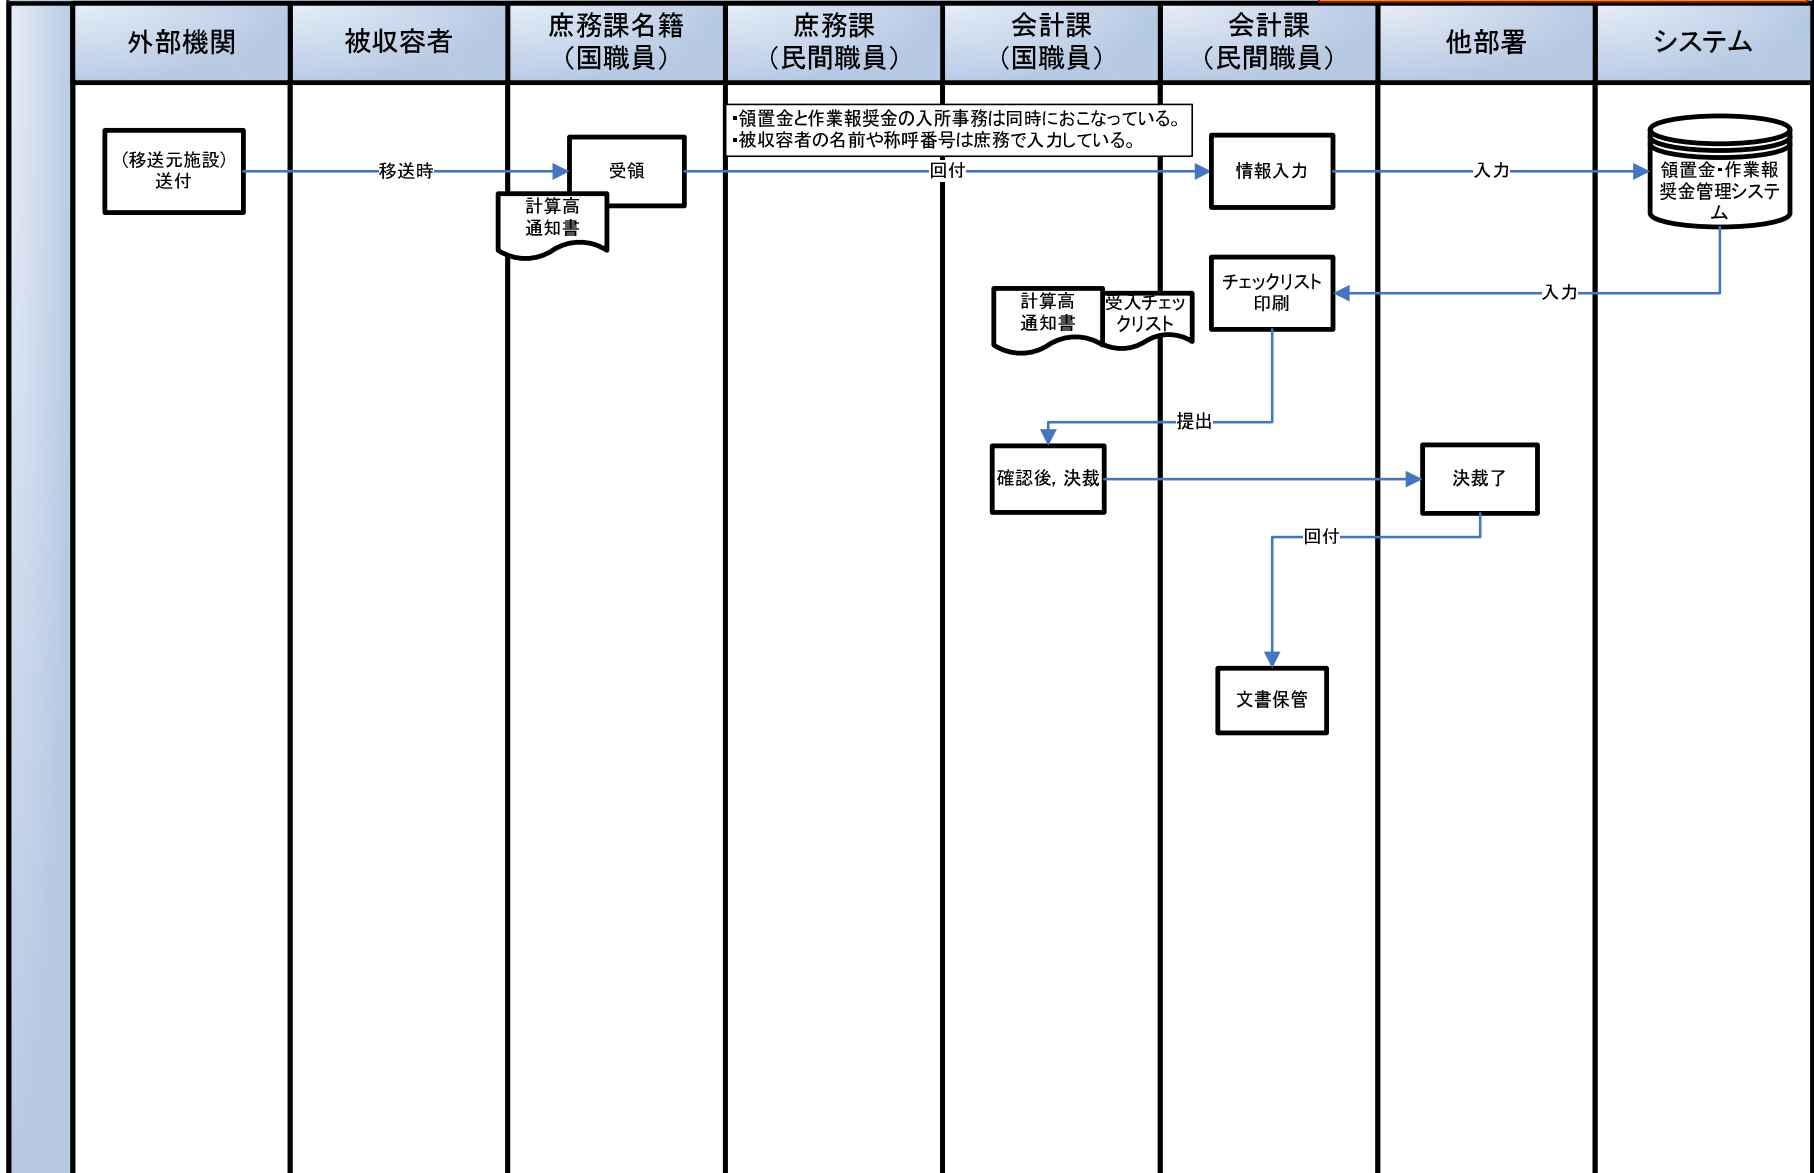 外部機関
被収容者
庶務課名籍
（国職員）
庶務課
（民間職員）
会計課
（国職員）
会計課
（民間職員）
他部署
システム
・領置金と作業報奨金の入所事務は同時におこなっている。
・被収容者の名前や称呼番号は庶務で入力している。
（移送元施設）
送付
移送時
受領
回付
情報入力
入力
領置金・作業報
奨金管理システ
ム
計算高
通知書
チェックリスト
印刷
入力
計算高
通知書
受入チェッ
クリスト
提出
確認後，決裁
決裁了
回付
文書保管